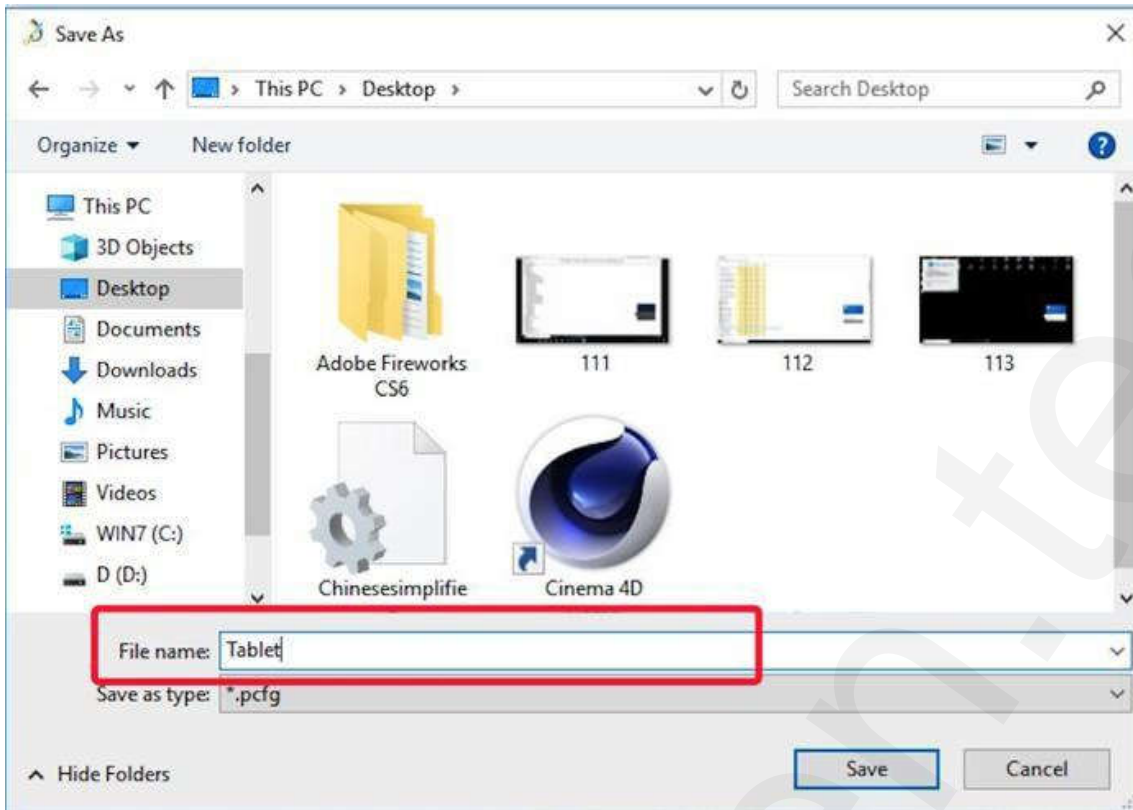 Save As
This PC > Desktop >
Search Desktop
Organize
New folder
This PC
3D Objects
Desktop
Documents
Downloads
Music
Pictures
Videos
WIN7 (C:)
D (D:)
Adobe Fireworks
CS6
111
112
113
Chinesesimplifie
Cinema 4D
File name: Tablet
Save as type: *.pcfg
Hide Folders
Save
Cancel